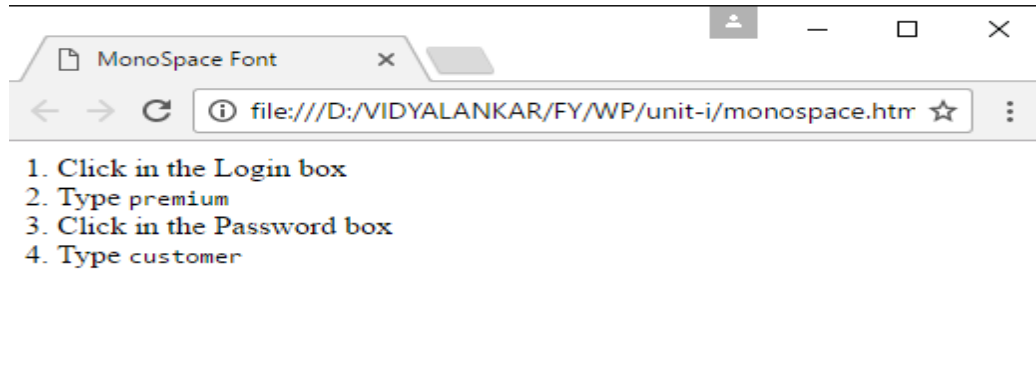 MonoSpace Font
file:///D:/VIDYALANKAR/FY/WP/unit-i/monospace.htm
1. Click in the Login box
2. Type premium
3. Click in the Password box
4. Type customer